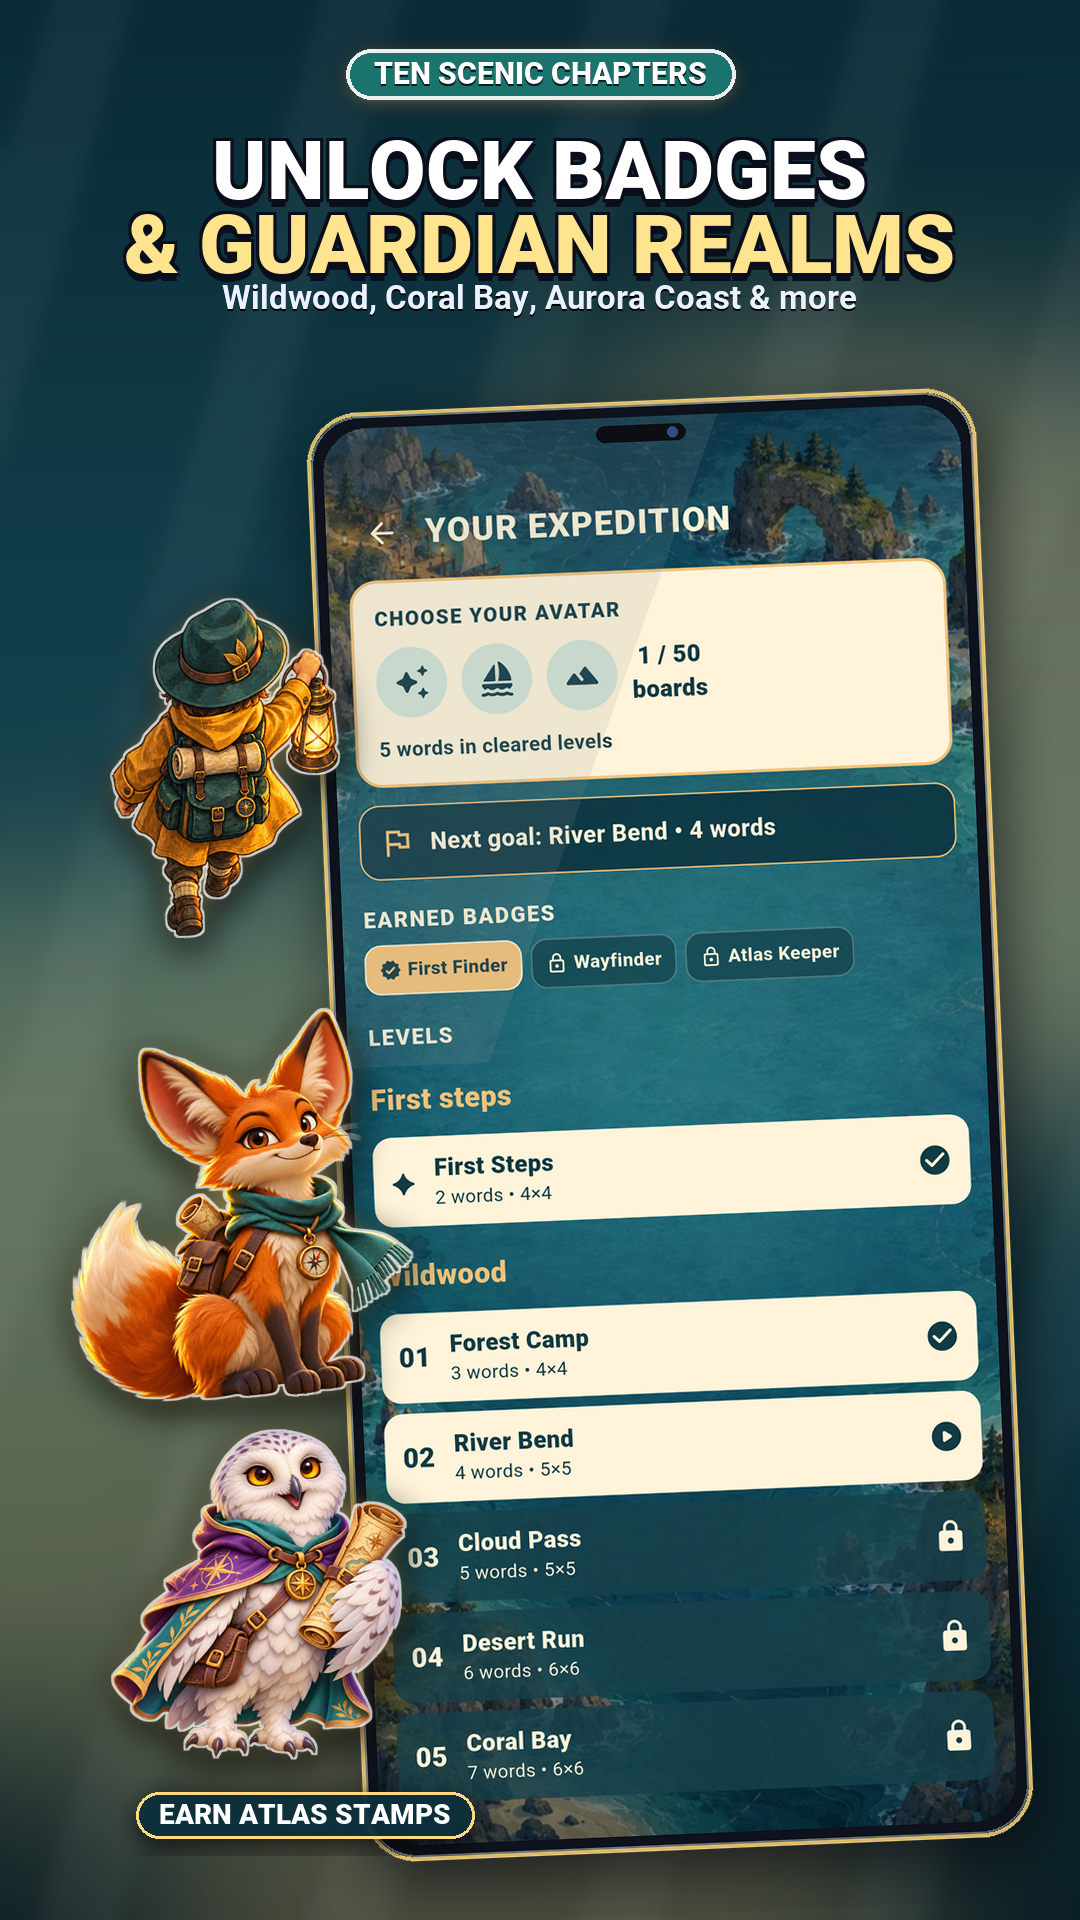 TEN SCENIC CHAPTERS
UNLOCK BADGES
& GUARDIAN REALMS
Wildwood, Coral Bay, Aurora Coast & more
YOUR EXPEDITION
CHOOSE YOUR AVATAR
1 / 50
boards
5 words in cleared levels
Next goal: River Bend • 4 words
EARNED BADGES
First Finder
Wayfinder
Atlas Keeper
LEVELS
First steps
First Steps
2 words • 4×4
Wildwood
01
Forest Camp
3 words • 4×4
02
River Bend
4 words • 5×5
03
Cloud Pass
5 words • 5×5
04
Desert Run
6 words • 6×6
05
Coral Bay
7 words • 6×6
EARN ATLAS STAMPS